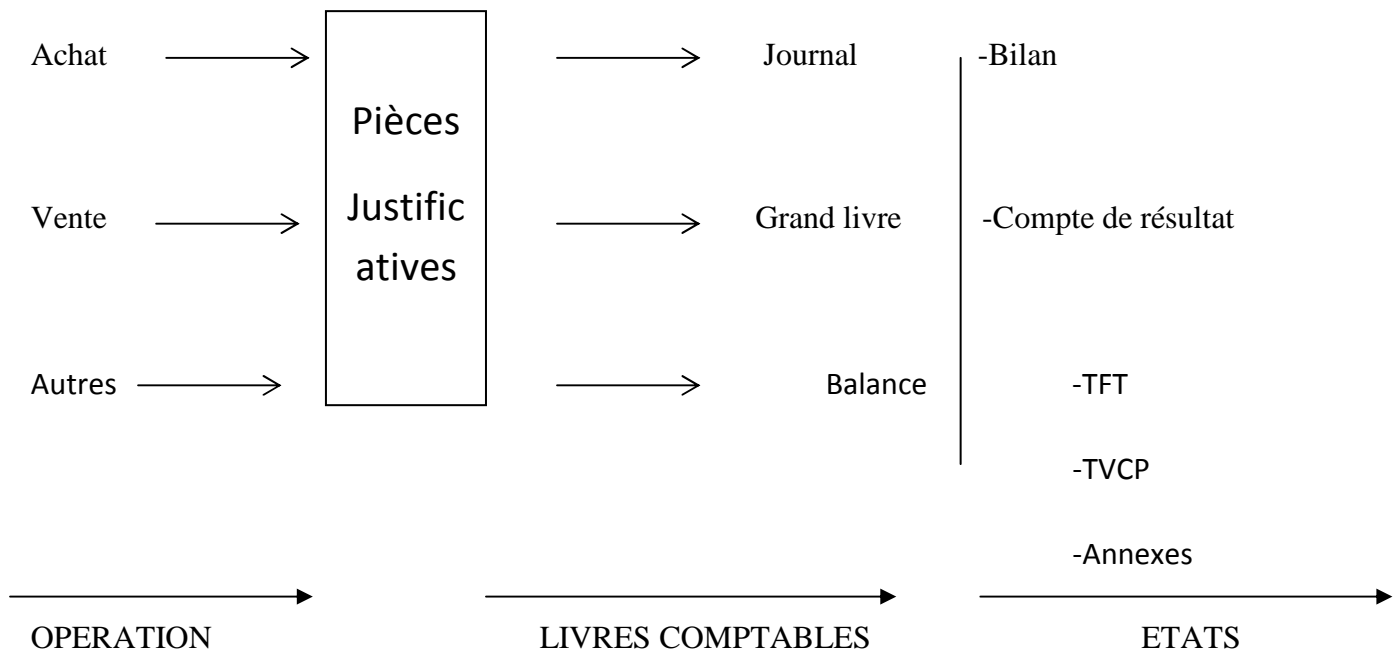 Achat Journal -Bilan
Pièces
Justific
atives
Vente Grand livre -Compte de résultat
Autres Balance -TFT
-TVCP
-Annexes
OPERATION LIVRES COMPTABLES ETATS